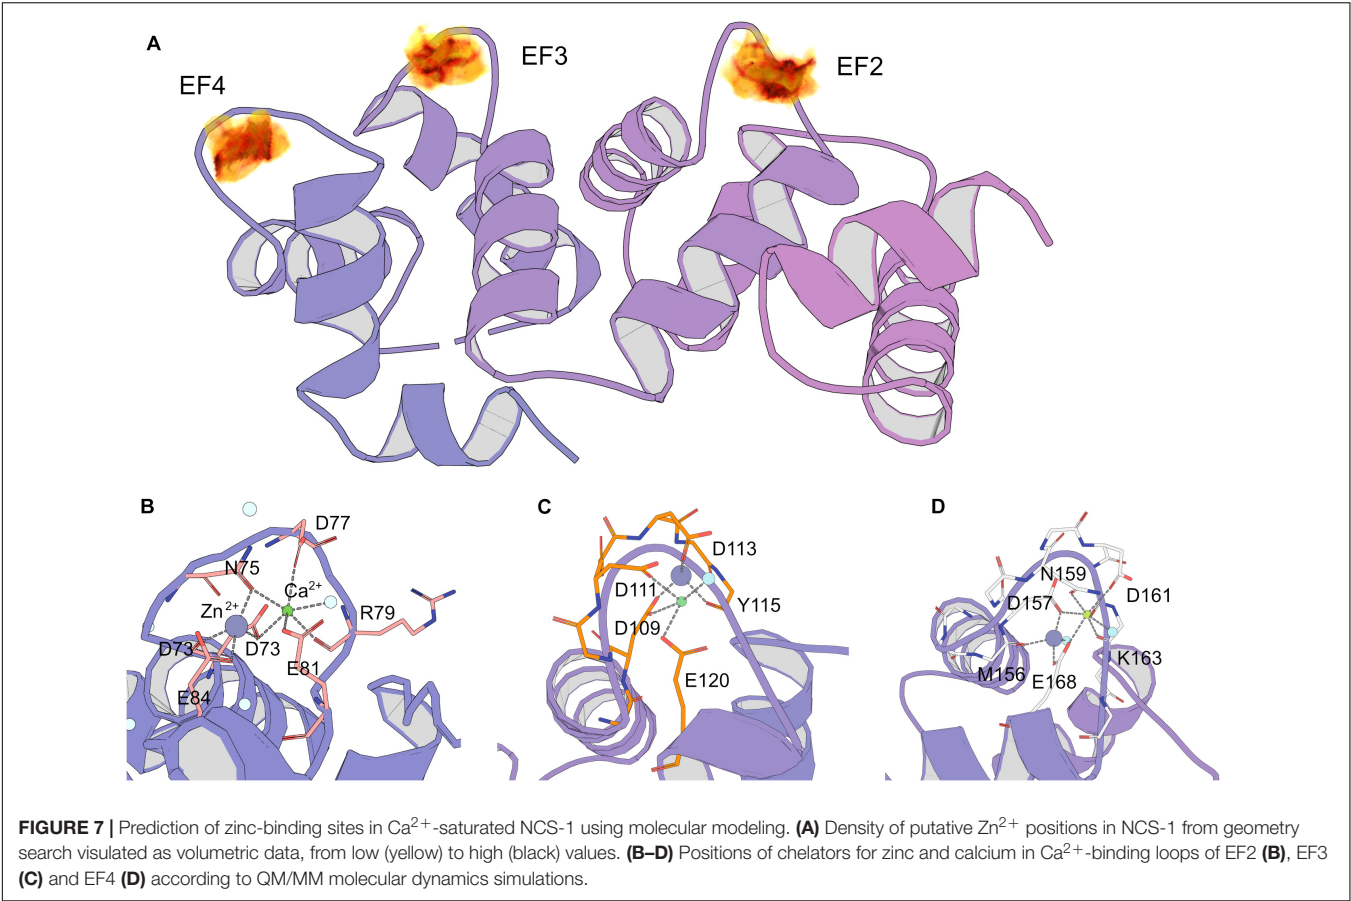 A
EF4
EF3
EF2
B
D77
N75
Ca2+
Zn2+
R79
D73
D73
E81
E84
C
D113
D111
Y115
D109
E120
D
N159
D157
D161
K163
M156
E168
FIGURE 7 | Prediction of zinc-binding sites in Ca2+-saturated NCS-1 using molecular modeling. (A) Density of putative Zn2+ positions in NCS-1 from geometry
search visulated as volumetric data, from low (yellow) to high (black) values. (B–D) Positions of chelators for zinc and calcium in Ca2+-binding loops of EF2 (B), EF3
(C) and EF4 (D) according to QM/MM molecular dynamics simulations.